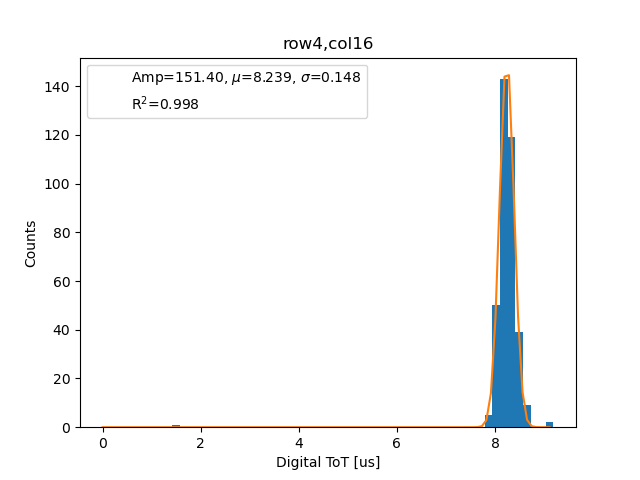 row4,col16
Amp=151.40, μ=8.239, σ=0.148
R²=0.998
Counts
140
120
100
80
60
40
20
0
0 2 4 6 8
Digital ToT [us]